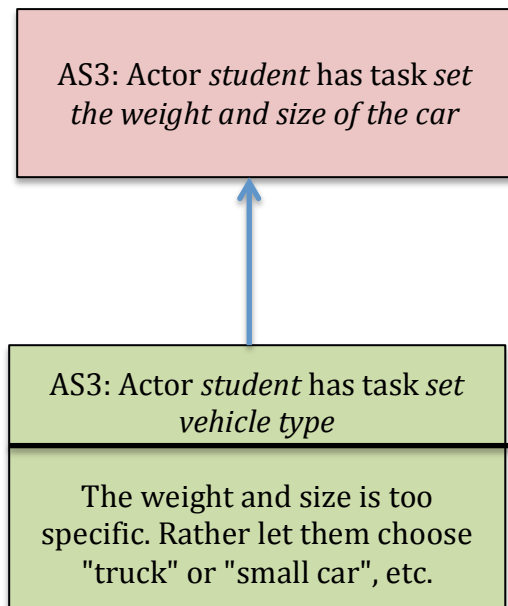 AS3: Actor student has task set
the weight and size of the car
AS3: Actor student has task set
vehicle type
The weight and size is too
specific. Rather let them choose
"truck" or "small car", etc.